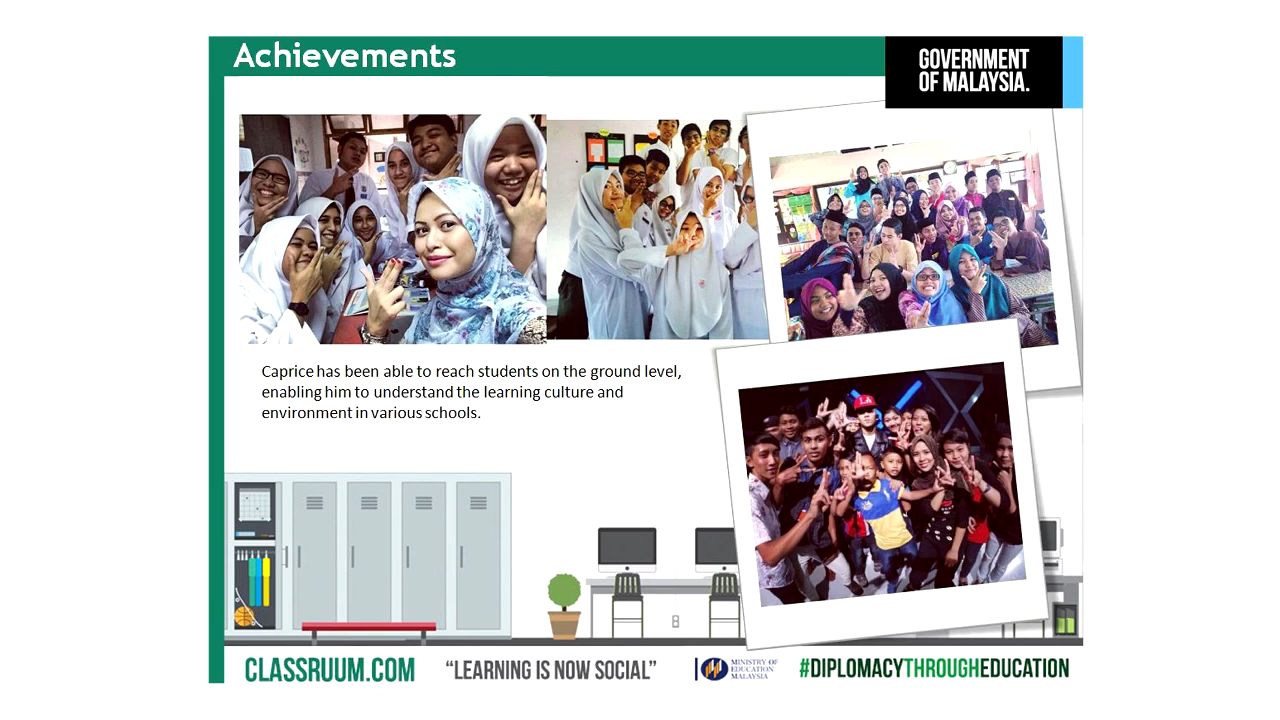 Achievements
GOVERNMENT
OF MALAYSIA.
Caprice has been able to reach students on the ground level,
enabling him to understand the learning culture and
environment in various schools.
LA
CLASSRUUM.COM
“LEARNING IS NOW SOCIAL”
MINISTRY OF
EDUCATION
MALAYSIA
#DIPLOMACYTHROUGHEDUCATION